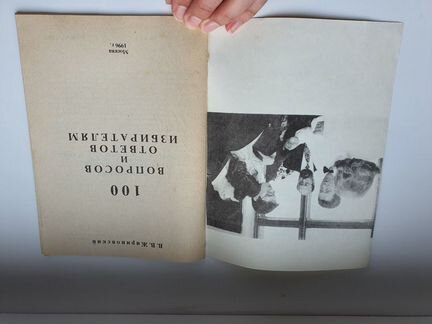 В.В.Жириновский
100
ВОПРОСОВ
И
ОТВЕТОВ
ИЗБИРАТЕЛЯМ
Москва
1996 г.